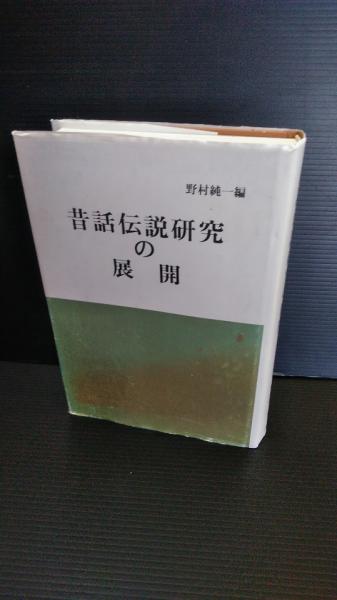 野村純一編
昔話伝説研究
の
展開